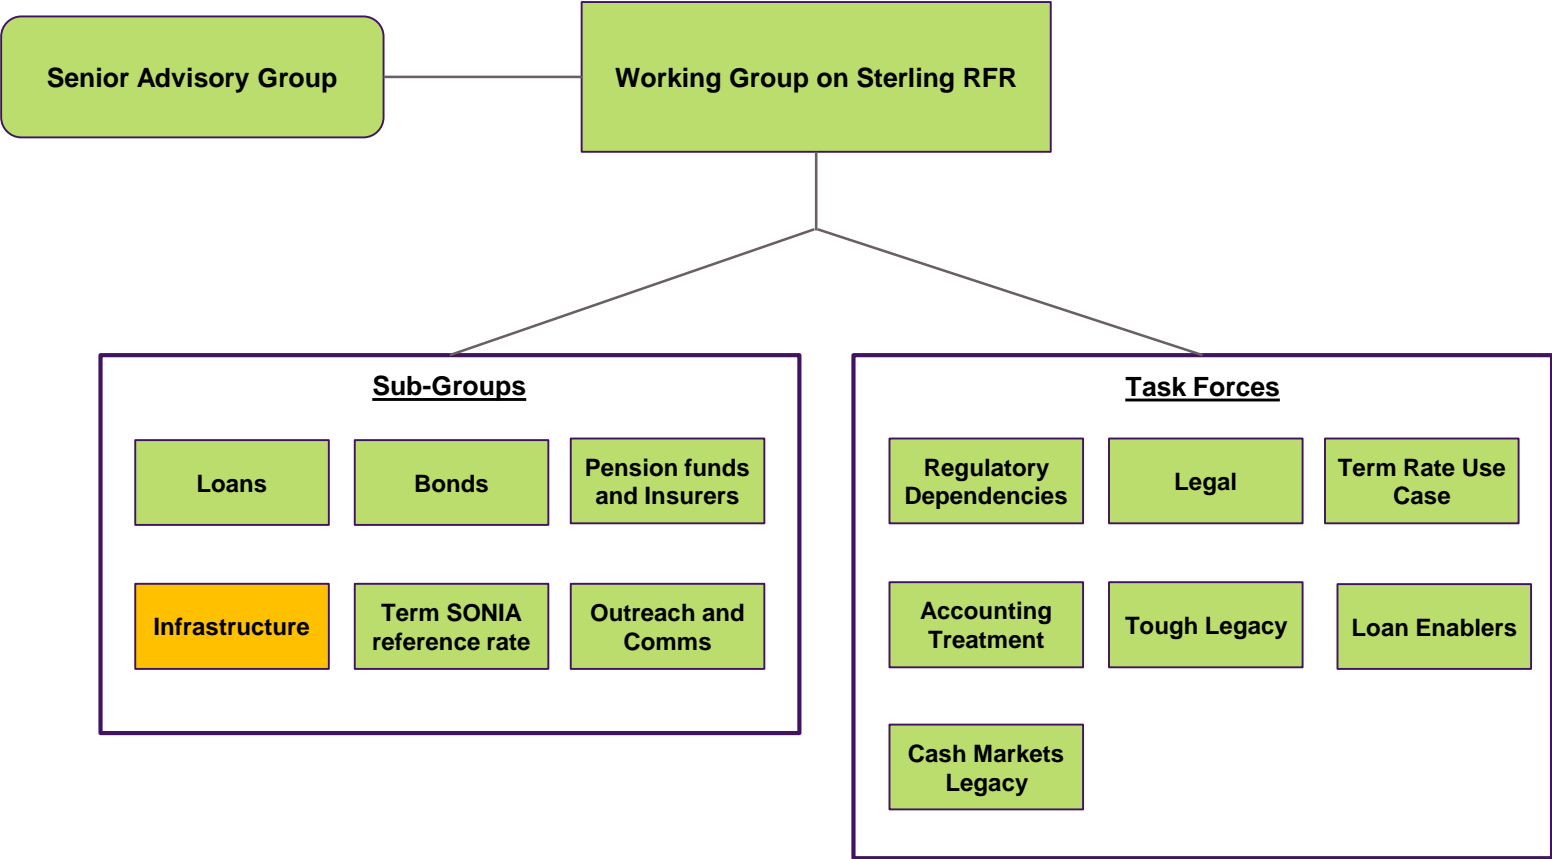 Senior Advisory Group
Working Group on Sterling RFR
Sub-Groups
Loans
Bonds
Pension funds
and Insurers
Infrastructure
Term SONIA
reference rate
Outreach and
Comms
Task Forces
Regulatory
Dependencies
Legal
Term Rate Use
Case
Accounting
Treatment
Tough Legacy
Loan Enablers
Cash Markets
Legacy